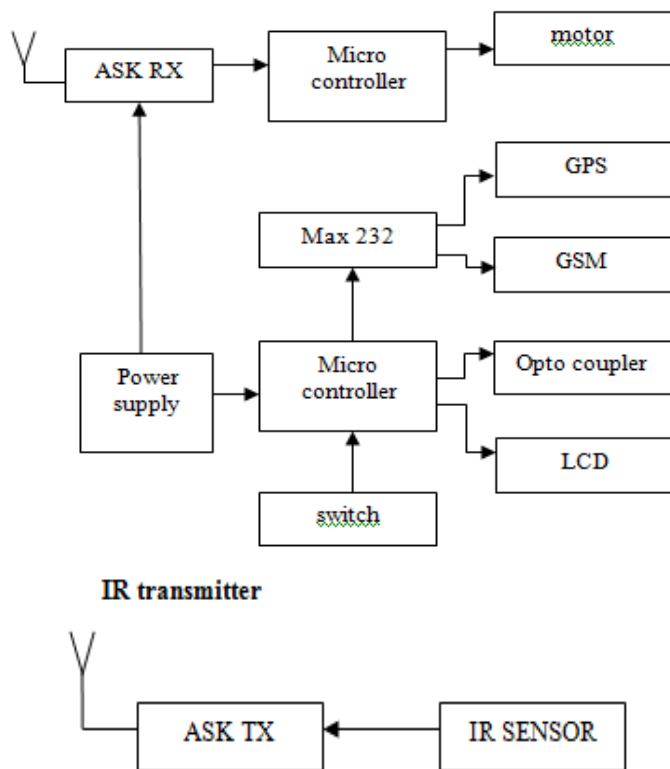 motor
Micro
controller
ASK RX
GPS
Max 232
GSM
Power
supply
Micro
controller
Opto coupler
LCD
switch
IR transmitter
ASK TX
IR SENSOR